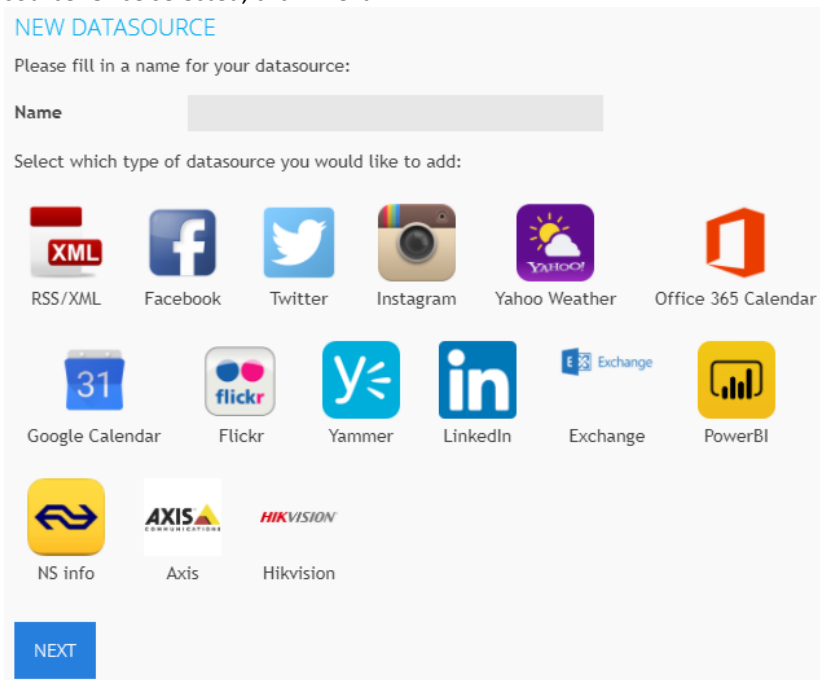 NEW DATASOURCE
Please fill in a name for your datasource:
Name
Select which type of datasource you would like to add:
XML
YAHOO!
RSS/XML Facebook Twitter Instagram Yahoo Weather Office 365 Calendar
31 flickr in Exchange
Google Calendar Flickr Yammer LinkedIn Exchange PowerBI
AXIS COMMUNICATIONS HIKVISION
NS info Axis Hikvision
NEXT